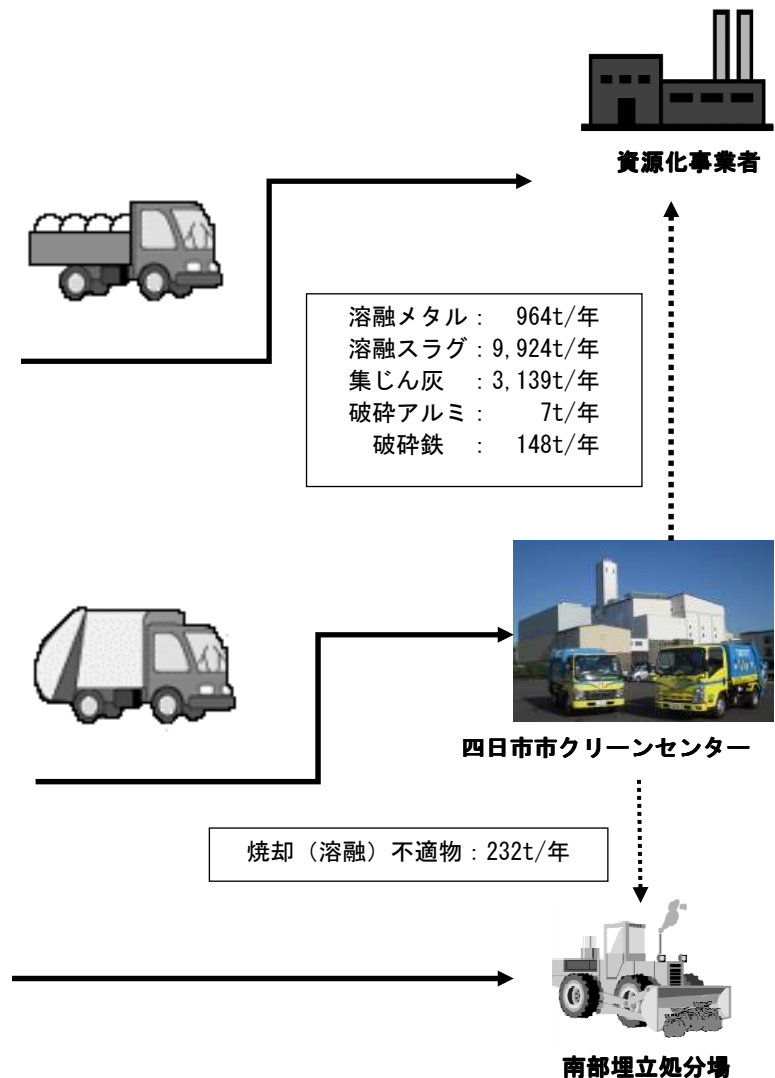 資源化事業者
溶融メタル： 964t/年
溶融スラグ：9,924t/年
集じん灰 ：3,139t/年
破砕アルミ： 7t/年
破砕鉄 ： 148t/年
四日市市クリーンセンター
焼却（溶融）不適物：232t/年
南部埋立処分場